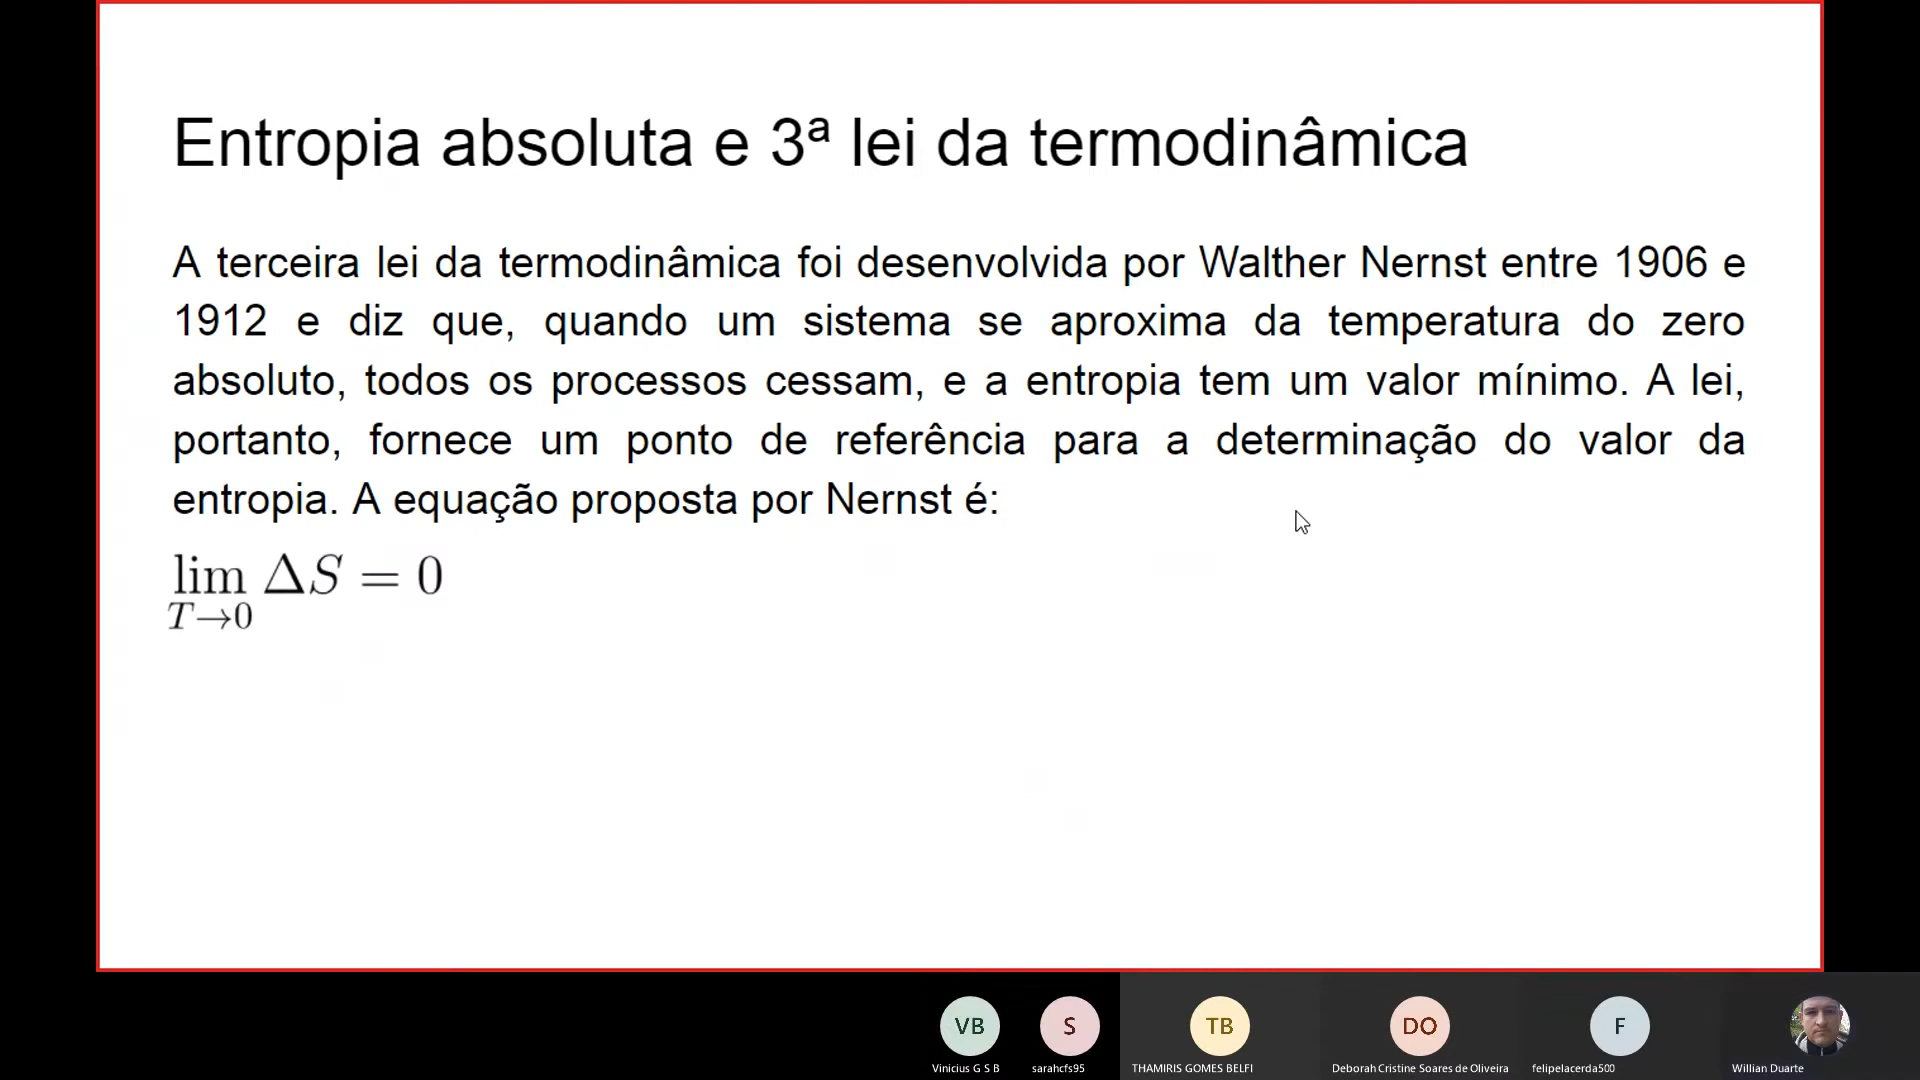 Entropia absoluta e 3ª lei da termodinâmica
A terceira lei da termodinâmica foi desenvolvida por Walther Nernst entre 1906 e
1912 e diz que, quando um sistema se aproxima da temperatura do zero
absoluto, todos os processos cessam, e a entropia tem um valor mínimo. A lei,
portanto, fornece um ponto de referência para a determinação do valor da
entropia. A equação proposta por Nernst é:
lim ΔS = 0
T→0
VB S TB DO F
Vinicius G S B sarahcfs95 THAMIRIS GOMES BELFI Deborah Cristine Soares de Oliveira felipelacerda500 Willian Duarte